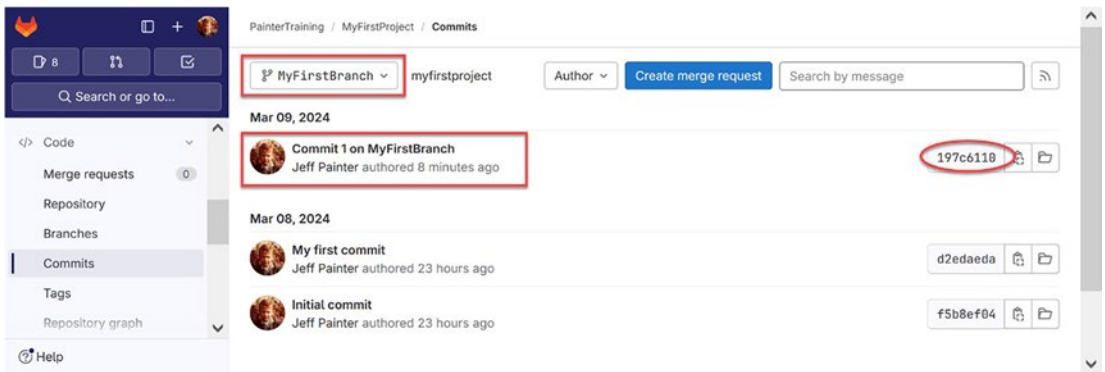 8
Search or go to...
Code
Merge requests 0
Repository
Branches
Commits
Tags
Repository graph
Help
PainterTraining / MyFirstProject / Commits
MyFirstBranch myfirstproject Author Create merge request Search by message
Mar 09, 2024
Commit 1 on MyFirstBranch
Jeff Painter authored 8 minutes ago
197c6110
Mar 08, 2024
My first commit
Jeff Painter authored 23 hours ago
d2edaeda
Initial commit
Jeff Painter authored 23 hours ago
f5b8ef04